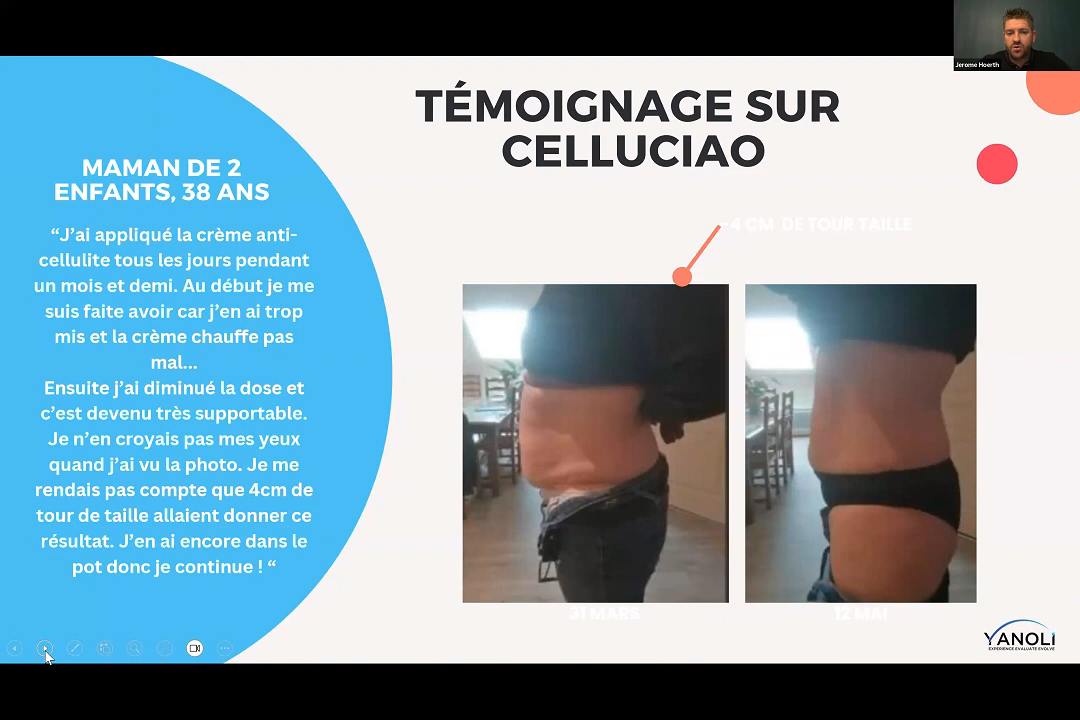 Jerome Hoerth
TÉMOIGNAGE SUR
CELLUCIAO
MAMAN DE 2
ENFANTS, 38 ANS
“J’ai appliqué la crème anti-
cellulite tous les jours pendant
un mois et demi. Au début je me
suis faite avoir car j’en ai trop
mis et la crème chauffe pas
mal...
Ensuite j’ai diminué la dose et
c’est devenu très supportable.
Je n’en croyais pas mes yeux
quand j’ai vu la photo. Je me
rendais pas compte que 4cm de
tour de taille allaient donner ce
résultat. J’en ai encore dans le
pot donc je continue ! “
-4 CM DE TOUR TAILLE
31 MARS
12 MAI
YANOLI
EXPERIENCE EVALUATE EVOLVE